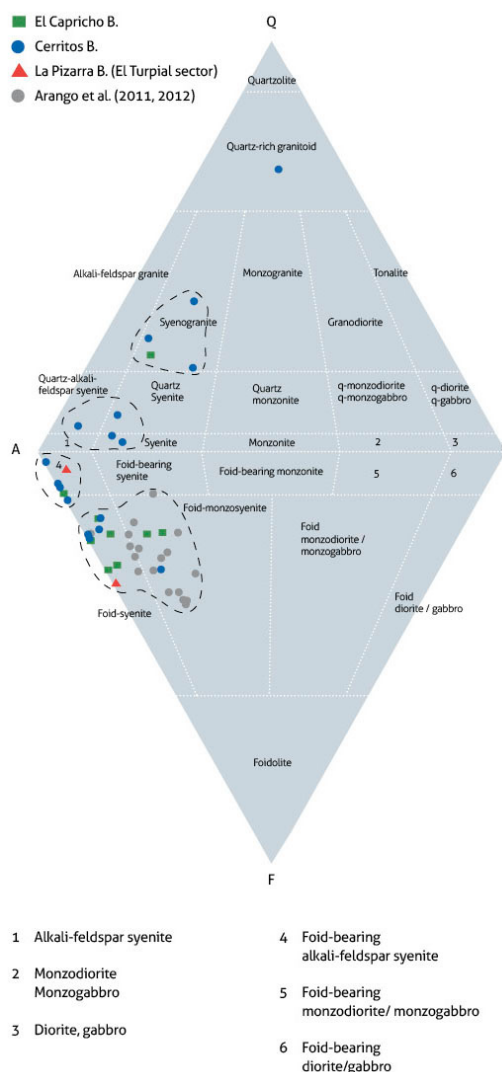 El Capricho B.
Cerritos B.
La Pizarra B. (El Turpial sector)
Arango et al. (2011, 2012)
Q
Quartzolite
Quartz-rich granitoid
Alkali-feldspar granite
Monzogranite
Tonalite
Syenogranite
Granodiorite
Quartz-alkali-
feldspar syenite
Quartz
Syenite
Quartz
monzonite
q-monzodiorite
q-monzogabbro
q-diorite
q-gabbro
A
1
Syenite
Monzonite
2
3
4
Foid-bearing
syenite
Foid-bearing monzonite
5
6
Foid-monzosyenite
Foid
monzodiorite /
monzogabbro
Foid-syenite
Foid
diorite / gabbro
Foidolite
F
1 Alkali-feldspar syenite
2 Monzodiorite
Monzogabbro
3 Diorite, gabbro
4 Foid-bearing
alkali-feldspar syenite
5 Foid-bearing
monzodiorite/ monzogabbro
6 Foid-bearing
diorite/gabbro